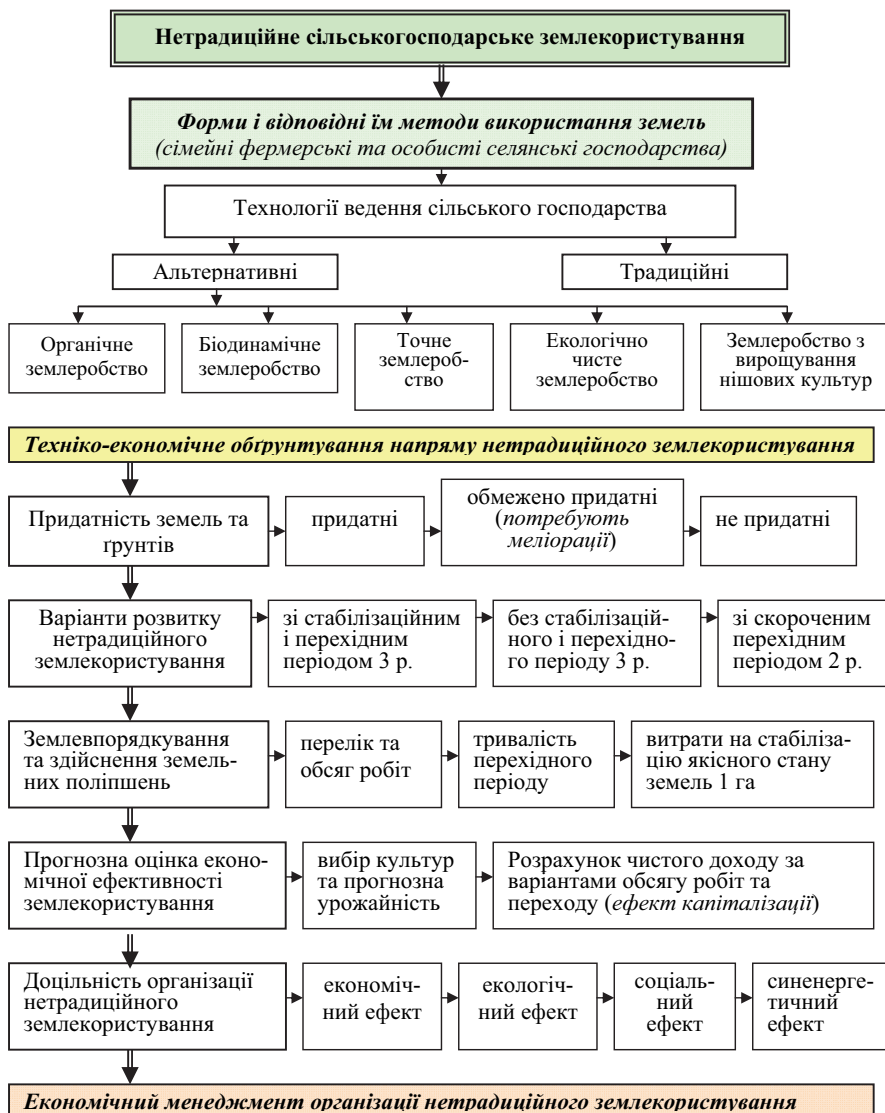 Нетрадиційне сільськогосподарське землекористування
Форми і відповідні їм методи використання земель
(сімейні фермерські та особисті селянські господарства)
Технології ведення сільського господарства
Альтернативні
Традиційні
Органічне
землеробство
Біодинамічне
землеробство
Точне
землероб-
ство
Екологічно
чисте
землеробство
Землеробство з
вирощування
нішових культур
Техніко-економічне обґрунтування напряму нетрадиційного землекористування
Придатність земель та
ґрунтів
придатні
обмежено придатні
(потребують
меліорації)
не придатні
Варіанти розвитку
нетрадиційного
землекористування
зі стабілізаційним
і перехідним
періодом 3 р.
без стабілізацій-
ного і перехідно-
го періоду 3 р.
зі скороченим
перехідним
періодом 2 р.
Землевпорядкування
та здійснення земель-
них поліпшень
перелік та
обсяг робіт
тривалість
перехідного
періоду
витрати на стабіліза-
цію якісного стану
земель 1 га
Прогнозна оцінка еконо-
мічної ефективності
землекористування
вибір культур
та прогнозна
урожайність
Розрахунок чистого доходу за
варіантами обсягу робіт та
переходу (ефект капіталізації)
Доцільність організації
нетрадиційного
землекористування
економіч-
ний ефект
екологіч-
ний ефект
соціаль-
ний
ефект
синенерге-
тичний
ефект
Економічний менеджмент організації нетрадиційного землекористування